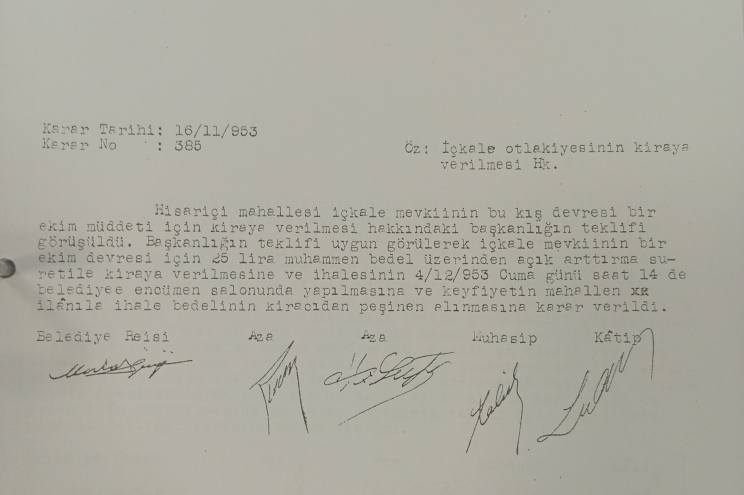 Karar Tarihi: 16/11/953
Karar No : 385
Öz: İçkale otlakiyesinin kiraya
verilmesi Hk.
Hisariçi mahallesi içkale mevkiinin bu kış devresi bir
ekim müddeti için kiraya verilmesi hakkındaki başkanlığın teklifi
görüşüldü. Başkanlığın teklifi uygun görülerek içkale mevkiinin bir
ekim devresi için 25 lira muhammen bedel üzerinden açık arttırma su-
retile kiraya verilmesine ve ihalesinin 4/12/953 Cuma günü saat 14 de
belediyee encümen salonunda yapılmasına ve keyfiyetin mahallen
ilânıla ihale bedelinin kiracıdan peşinen alınmasına karar verildi.
Belediye Reisi Aza Aza Muhasip Kâtip